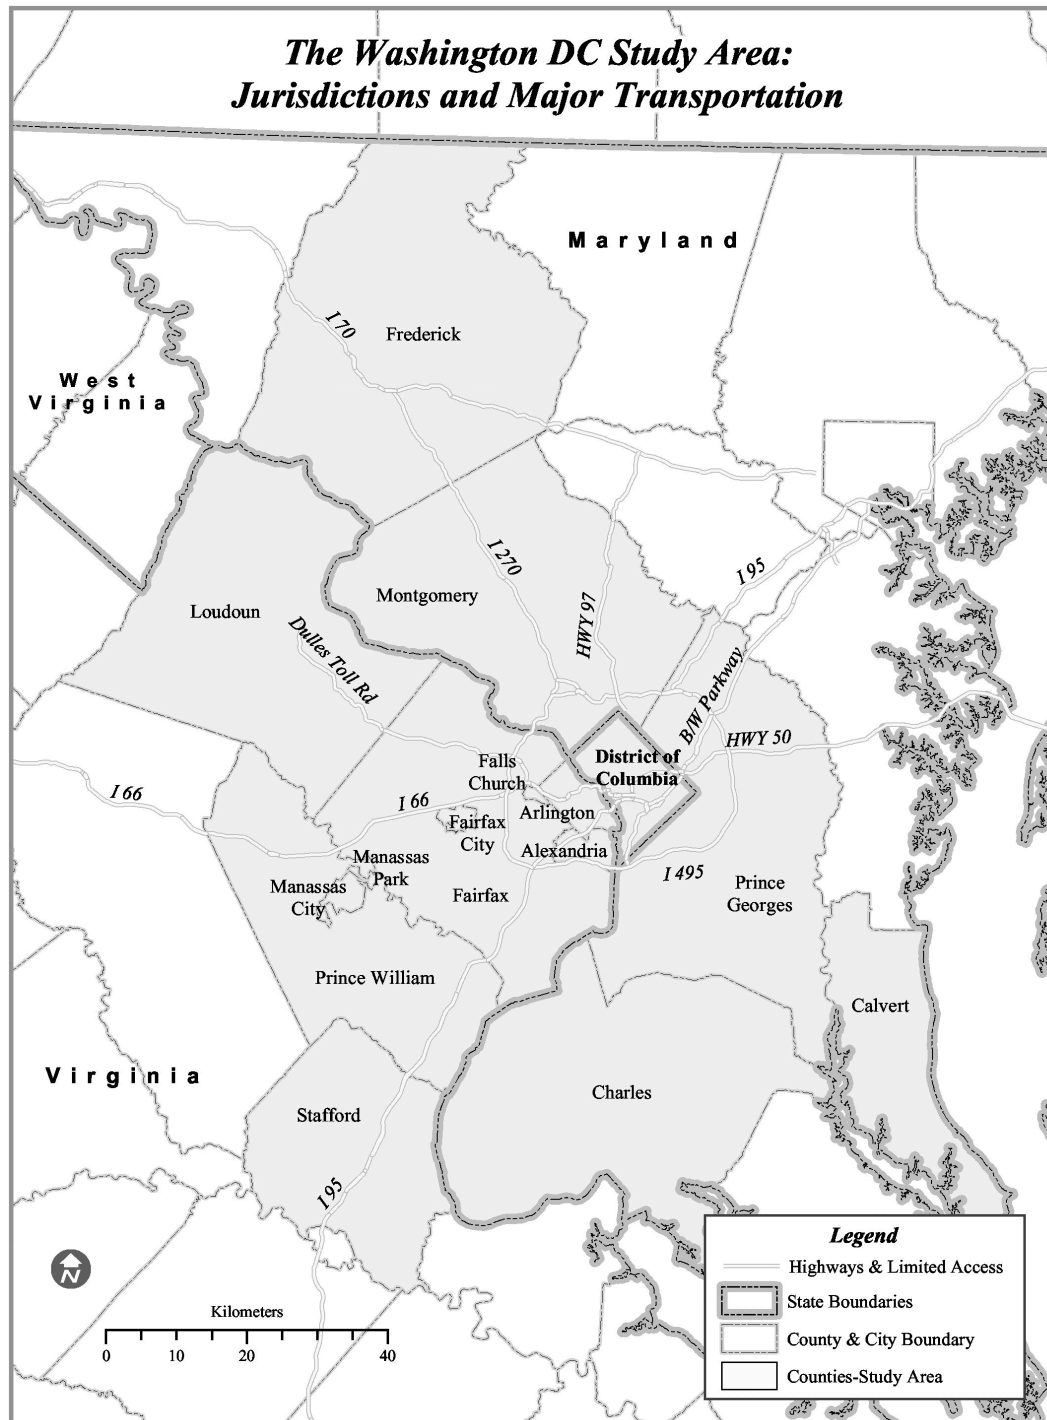 The Washington DC Study Area:
Jurisdictions and Major Transportation
Maryland
I 70
Frederick
West
Virginia
I 270
I 95
Montgomery
HWY 97
Loudoun
Dulles Toll Rd
B/W Parkway
HWY 50
District of
Columbia
Falls
Church
I 66
I 66
Arlington
Fairfax
City
Alexandria
Manassas
Park
I 495
Manassas
City
Fairfax
Prince
Georges
Prince William
Calvert
Virginia
Charles
Stafford
I 95
N
Kilometers
0 10 20 40
Legend
Highways & Limited Access
State Boundaries
County & City Boundary
Counties-Study Area